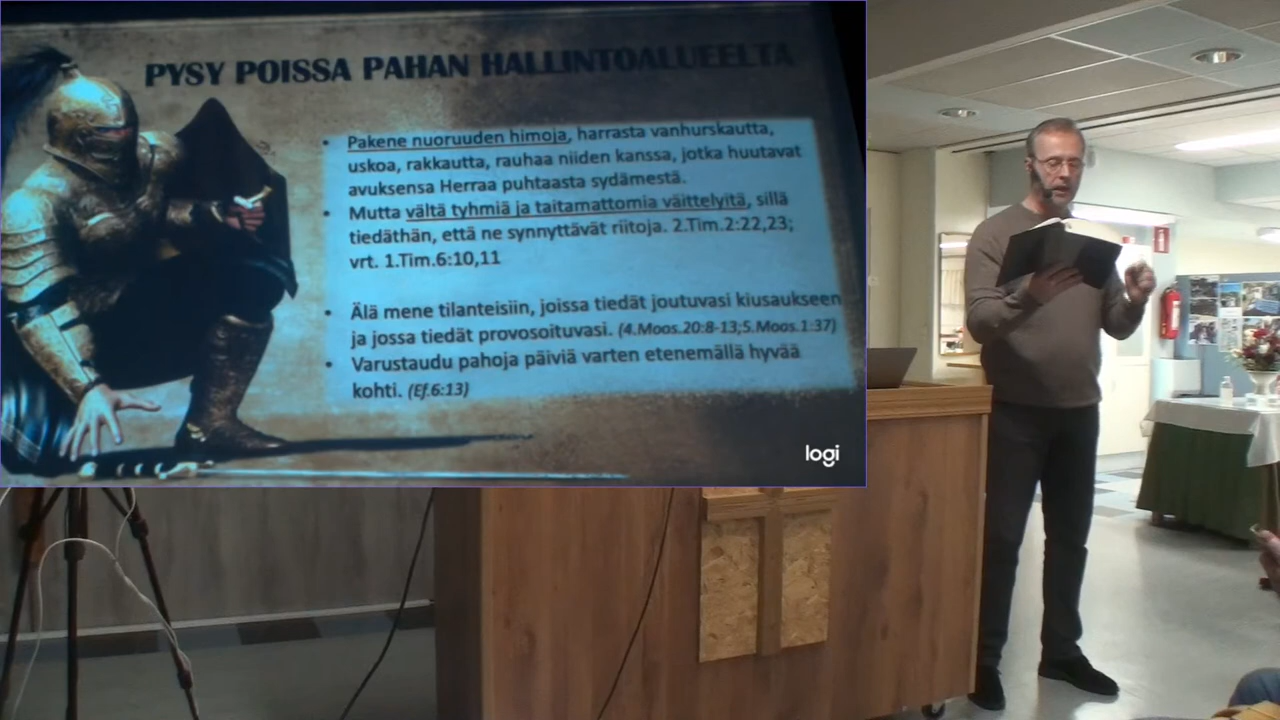 PYSY POISSA PAHAN HALLINTOALUEELTA
• Pakene nuoruuden himoja, harrasta vanhurskautta,
uskoa, rakkautta, rauhaa niiden kanssa, jotka huutavat
avuksensa Herraa puhtaasta sydämestä.
• Mutta vältä tyhmiä ja taitamattomia väittelyitä, sillä
tiedäthän, että ne synnyttävät riitoja. 2.Tim.2:22,23;
vrt. 1.Tim.6:10,11
• Älä mene tilanteisiin, joissa tiedät joutuvasi kiusaukseen
ja jossa tiedät provosoituvasi. (4.Moos.20:8-13;5.Moos.1:37)
• Varustaudu pahoja päiviä varten etenemällä hyvää
kohti. (Ef.6:13)
logi